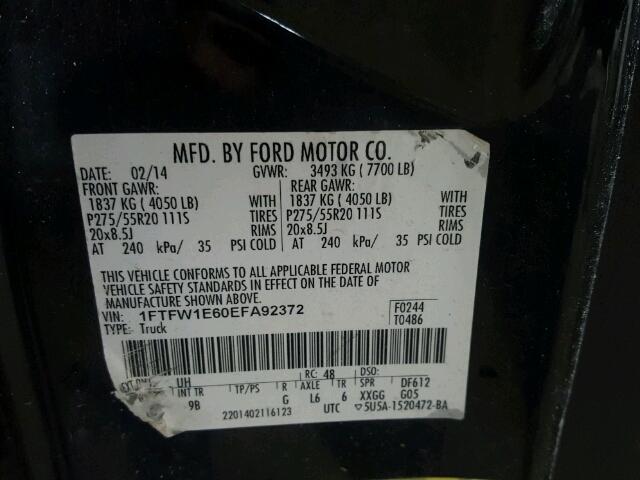 MFD. BY FORD MOTOR CO.
DATE: 02/14 GVWR: 3493 KG ( 7700 LB)
FRONT GAWR: REAR GAWR:
1837 KG ( 4050 LB) WITH 1837 KG ( 4050 LB) WITH
P275/55R20 111S TIRES P275/55R20 111S TIRES
20x8.5J RIMS 20x8.5J RIMS
AT 240 kPa/ 35 PSI COLD AT 240 kPa/ 35 PSI COLD
THIS VEHICLE CONFORMS TO ALL APPLICABLE FEDERAL MOTOR
VEHICLE SAFETY STANDARDS IN EFFECT ON THE DATE OF
MANUFACTURE SHOWN ABOVE.
VIN: 1FTFW1E60EFA92372 F0244
TYPE: Truck T0486
UH RC: 48 DSO:
INT TR TP/PS R AXLE TR SPR DF612
9B G L6 6 XXGG G05
2201402116123 UTC ▽5U5A-1520472-BA